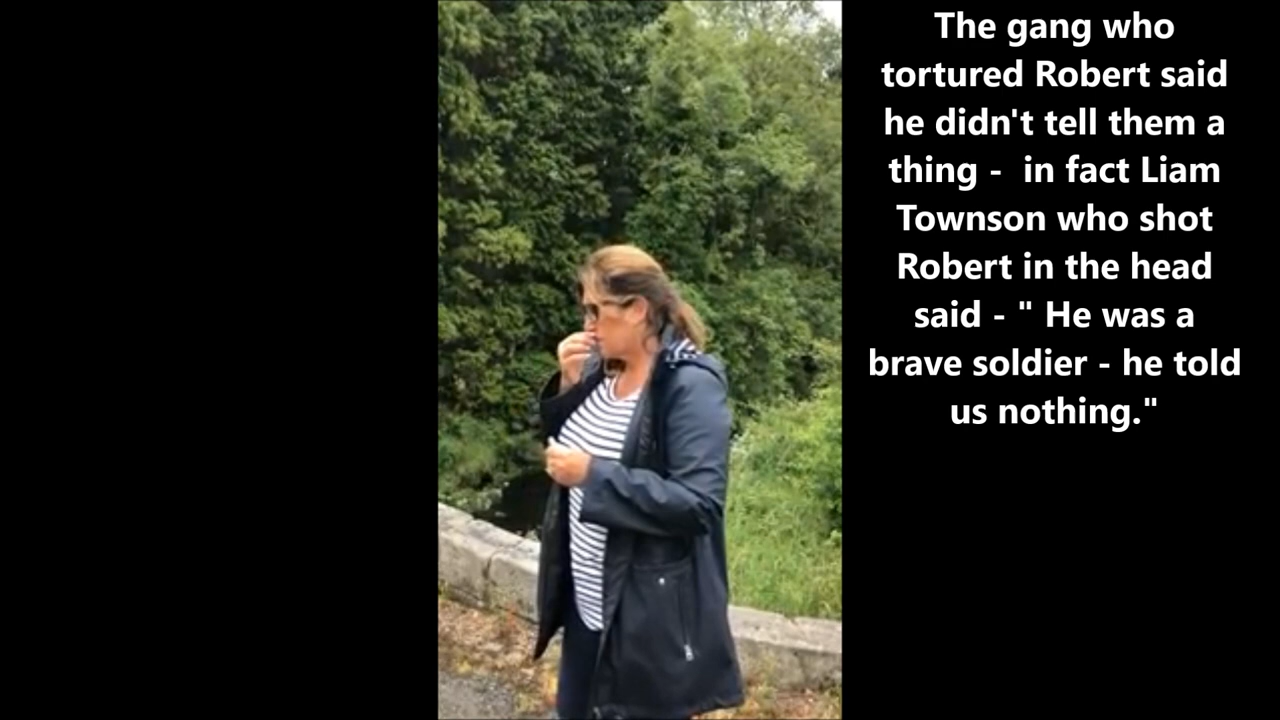 The gang who
tortured Robert said
he didn't tell them a
thing -  in fact Liam
Townson who shot
Robert in the head
said - " He was a
brave soldier - he told
us nothing."